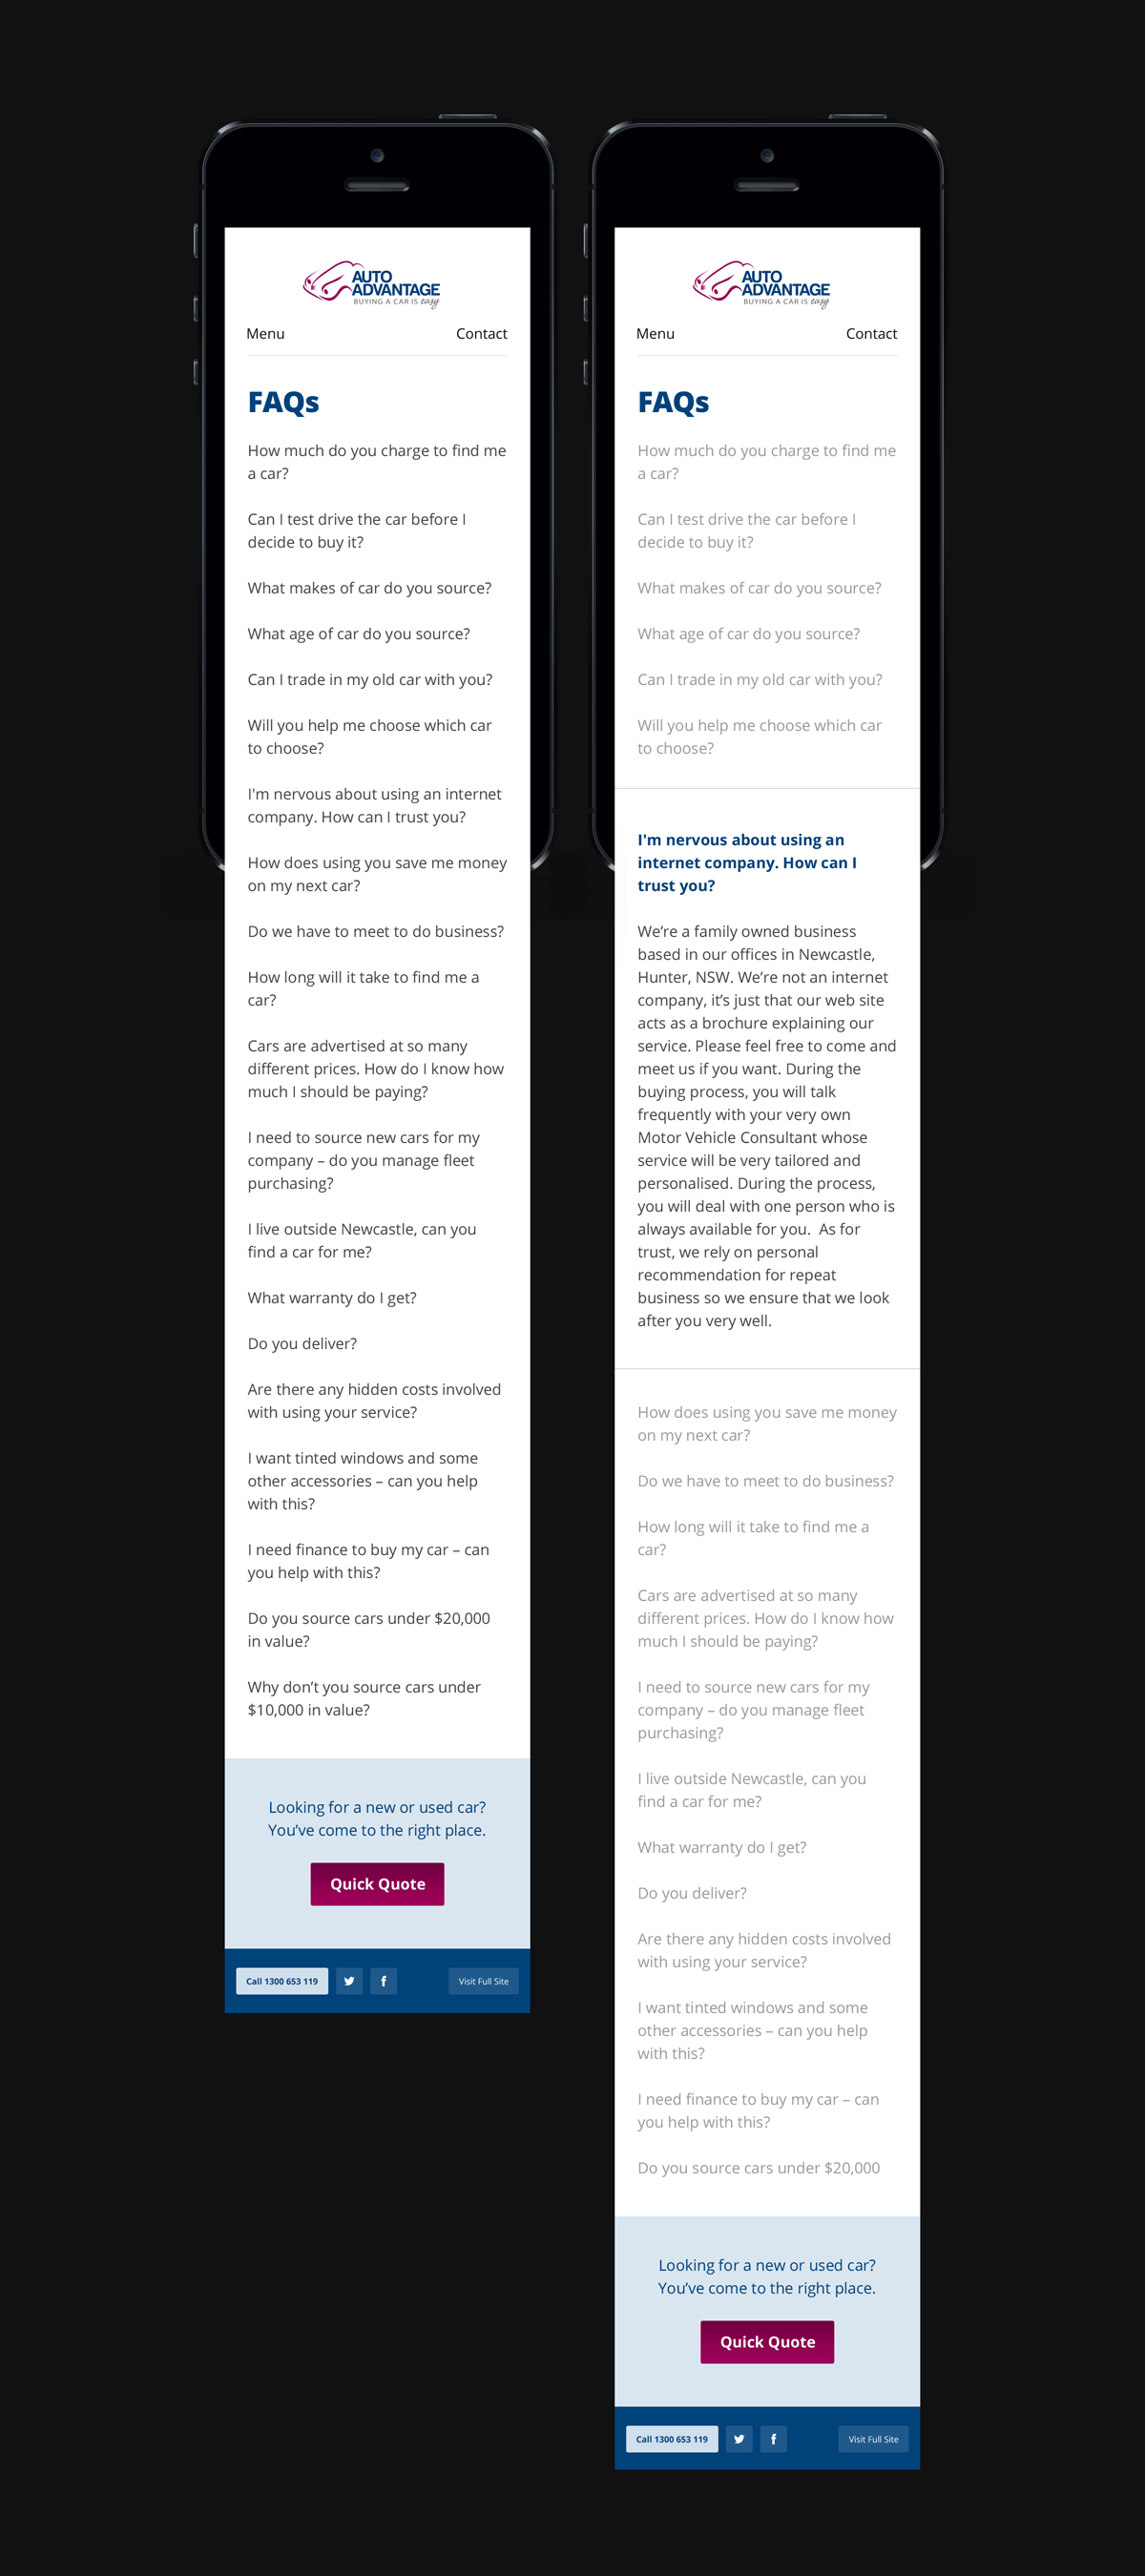 AUTO
ADVANTAGE
BUYING A CAR IS easy
Menu Contact
FAQs
How much do you charge to find me
a car?
Can I test drive the car before I
decide to buy it?
What makes of car do you source?
What age of car do you source?
Can I trade in my old car with you?
Will you help me choose which car
to choose?
I'm nervous about using an internet
company. How can I trust you?
How does using you save me money
on my next car?
Do we have to meet to do business?
How long will it take to find me a
car?
Cars are advertised at so many
different prices. How do I know how
much I should be paying?
I need to source new cars for my
company – do you manage fleet
purchasing?
I live outside Newcastle, can you
find a car for me?
What warranty do I get?
Do you deliver?
Are there any hidden costs involved
with using your service?
I want tinted windows and some
other accessories – can you help
with this?
I need finance to buy my car – can
you help with this?
Do you source cars under $20,000
in value?
Why don’t you source cars under
$10,000 in value?
Looking for a new or used car?
You’ve come to the right place.
Quick Quote
Call 1300 653 119
Visit Full Site
AUTO
ADVANTAGE
BUYING A CAR IS easy
Menu Contact
FAQs
How much do you charge to find me
a car?
Can I test drive the car before I
decide to buy it?
What makes of car do you source?
What age of car do you source?
Can I trade in my old car with you?
Will you help me choose which car
to choose?
I'm nervous about using an
internet company. How can I
trust you?
We’re a family owned business
based in our offices in Newcastle,
Hunter, NSW. We’re not an internet
company, it’s just that our web site
acts as a brochure explaining our
service. Please feel free to come and
meet us if you want. During the
buying process, you will talk
frequently with your very own
Motor Vehicle Consultant whose
service will be very tailored and
personalised. During the process,
you will deal with one person who is
always available for you.  As for
trust, we rely on personal
recommendation for repeat
business so we ensure that we look
after you very well.
How does using you save me money
on my next car?
Do we have to meet to do business?
How long will it take to find me a
car?
Cars are advertised at so many
different prices. How do I know how
much I should be paying?
I need to source new cars for my
company – do you manage fleet
purchasing?
I live outside Newcastle, can you
find a car for me?
What warranty do I get?
Do you deliver?
Are there any hidden costs involved
with using your service?
I want tinted windows and some
other accessories – can you help
with this?
I need finance to buy my car – can
you help with this?
Do you source cars under $20,000
Looking for a new or used car?
You’ve come to the right place.
Quick Quote
Call 1300 653 119
Visit Full Site